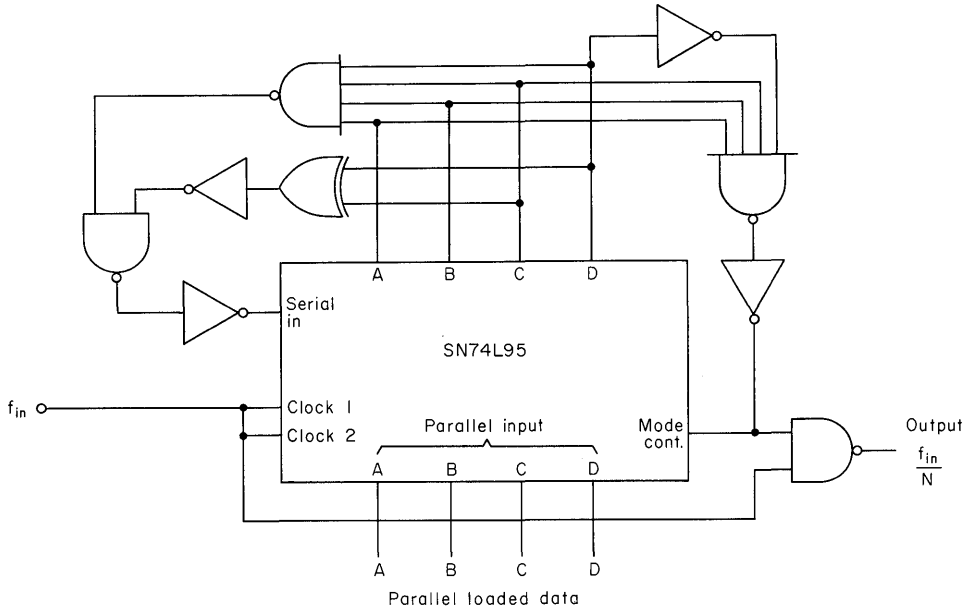 A B C D
Serial
in
SN74L95
f_in
Clock 1
Clock 2
Parallel input
Mode
cont.
Output
f_in
N
A B C D
A B C D
Parallel loaded data